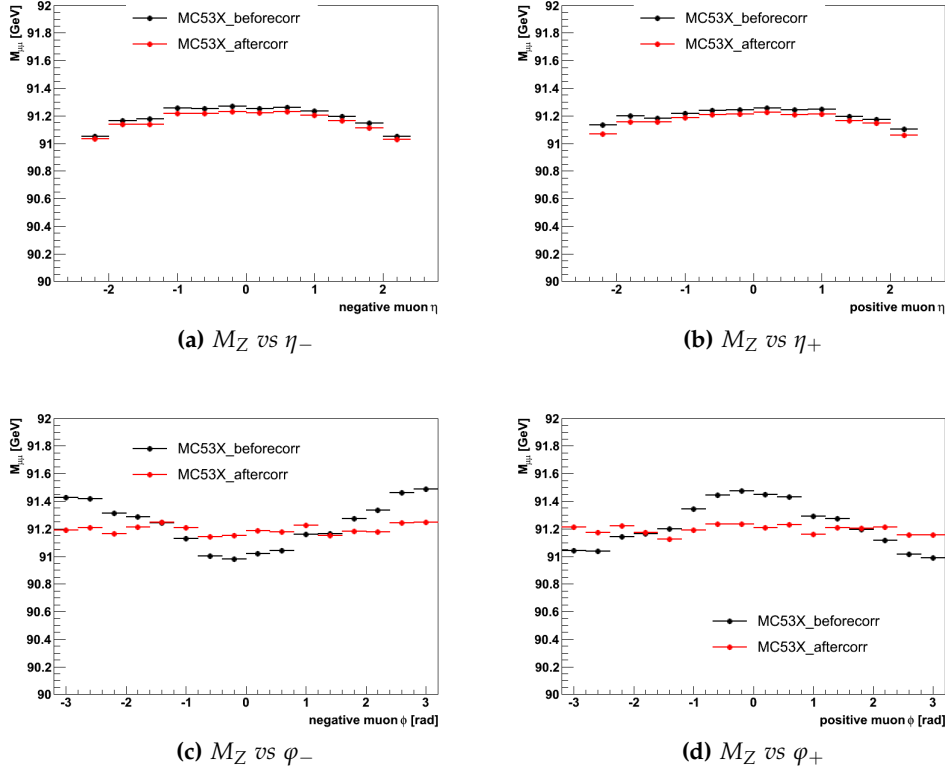 92
91.8
91.6
91.4
91.2
91
90.8
90.6
90.4
90.2
90
M_μμ [GeV]
MC53X_beforecorr
MC53X_aftercorr
-2 -1 0 1 2
negative muon η
(a) M_Z vs η_−
92
91.8
91.6
91.4
91.2
91
90.8
90.6
90.4
90.2
90
M_μμ [GeV]
MC53X_beforecorr
MC53X_aftercorr
-2 -1 0 1 2
positive muon η
(b) M_Z vs η_+
92
91.8
91.6
91.4
91.2
91
90.8
90.6
90.4
90.2
90
M_μμ [GeV]
MC53X_beforecorr
MC53X_aftercorr
-3 -2 -1 0 1 2 3
negative muon ϕ [rad]
(c) M_Z vs φ_−
92
91.8
91.6
91.4
91.2
91
90.8
90.6
90.4
90.2
90
M_μμ [GeV]
MC53X_beforecorr
MC53X_aftercorr
-3 -2 -1 0 1 2 3
positive muon ϕ [rad]
(d) M_Z vs φ_+